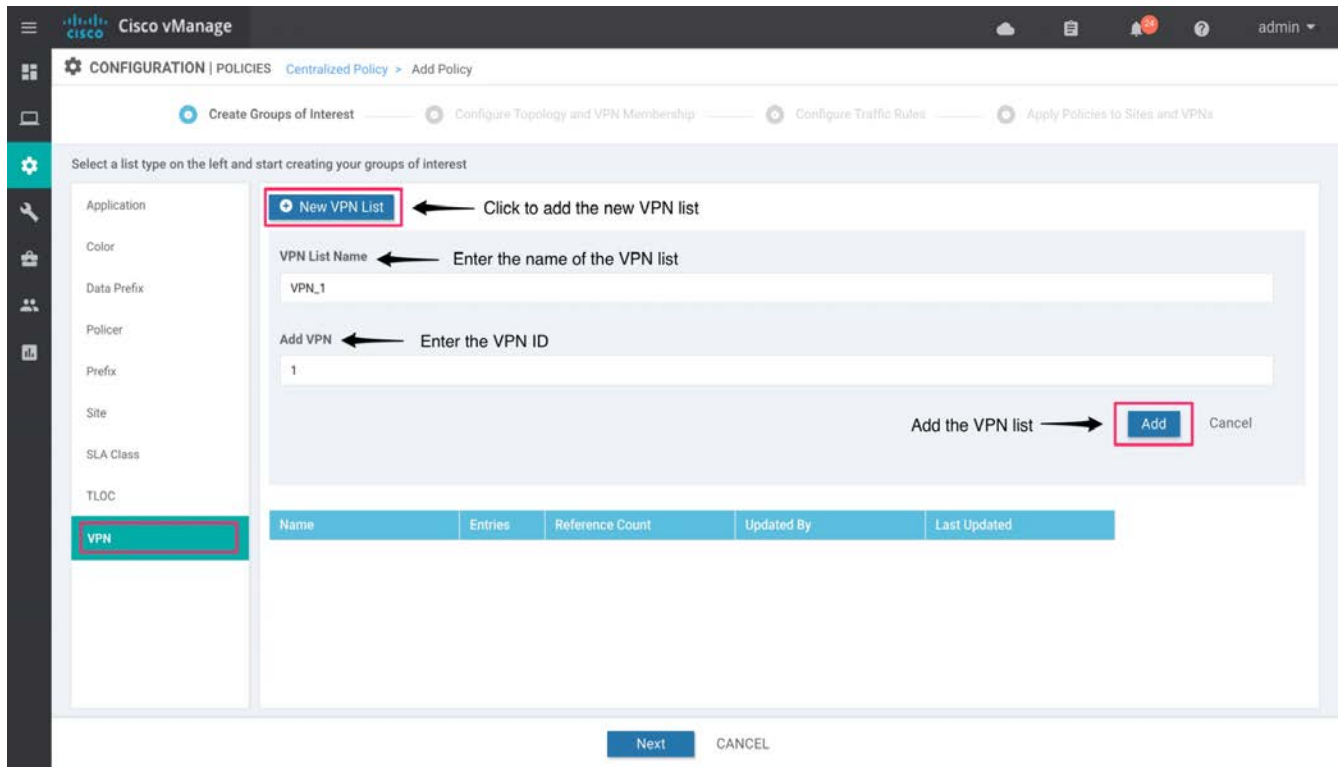 cisco Cisco vManage 24 admin
CONFIGURATION | POLICIES Centralized Policy > Add Policy
Create Groups of Interest Configure Topology and VPN Membership Configure Traffic Rules Apply Policies to Sites and VPNs
Select a list type on the left and start creating your groups of interest
Application
Color
Data Prefix
Policer
Prefix
Site
SLA Class
TLOC
VPN
New VPN List Click to add the new VPN list
VPN List Name Enter the name of the VPN list
VPN_1
Add VPN Enter the VPN ID
1
Add the VPN list Add Cancel
Name Entries Reference Count Updated By Last Updated
Next CANCEL